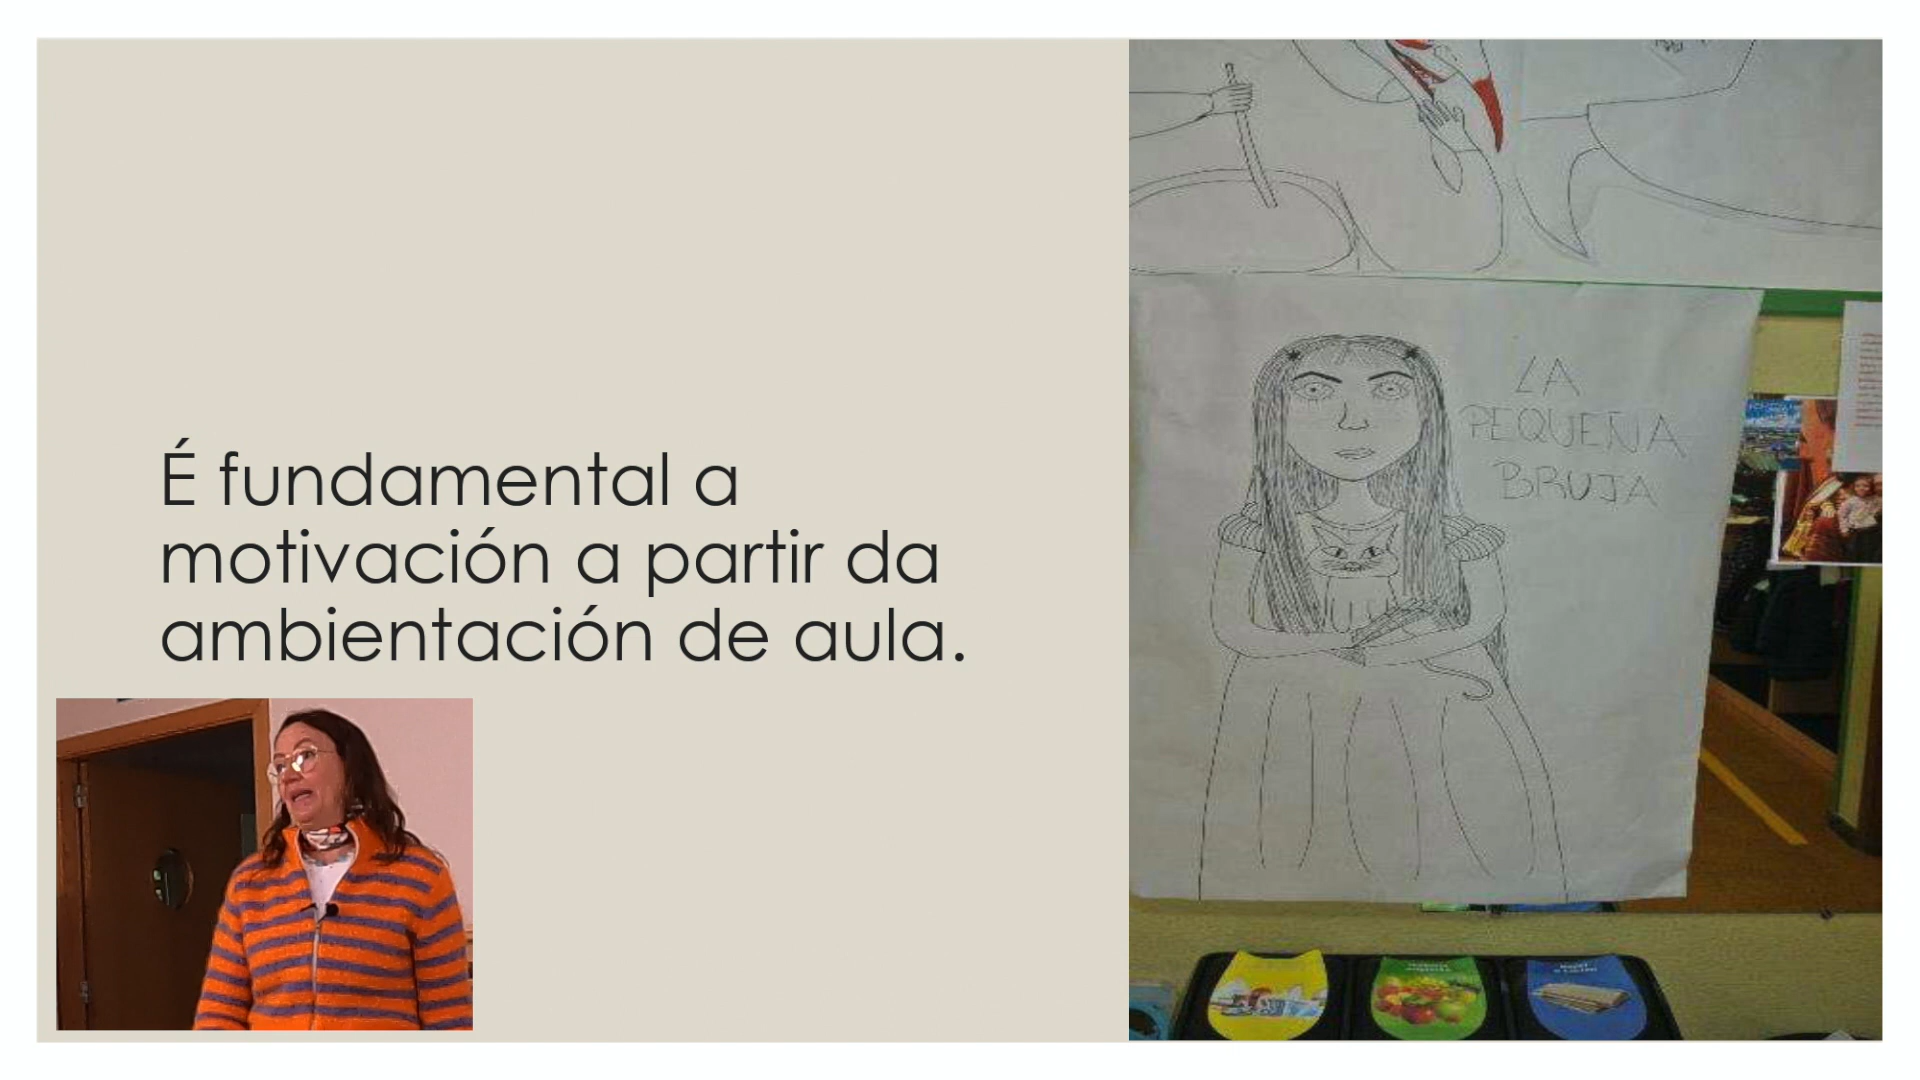 É fundamental a
motivación a partir da
ambientación de aula.
LA
PEQUEÑA
BRUJA